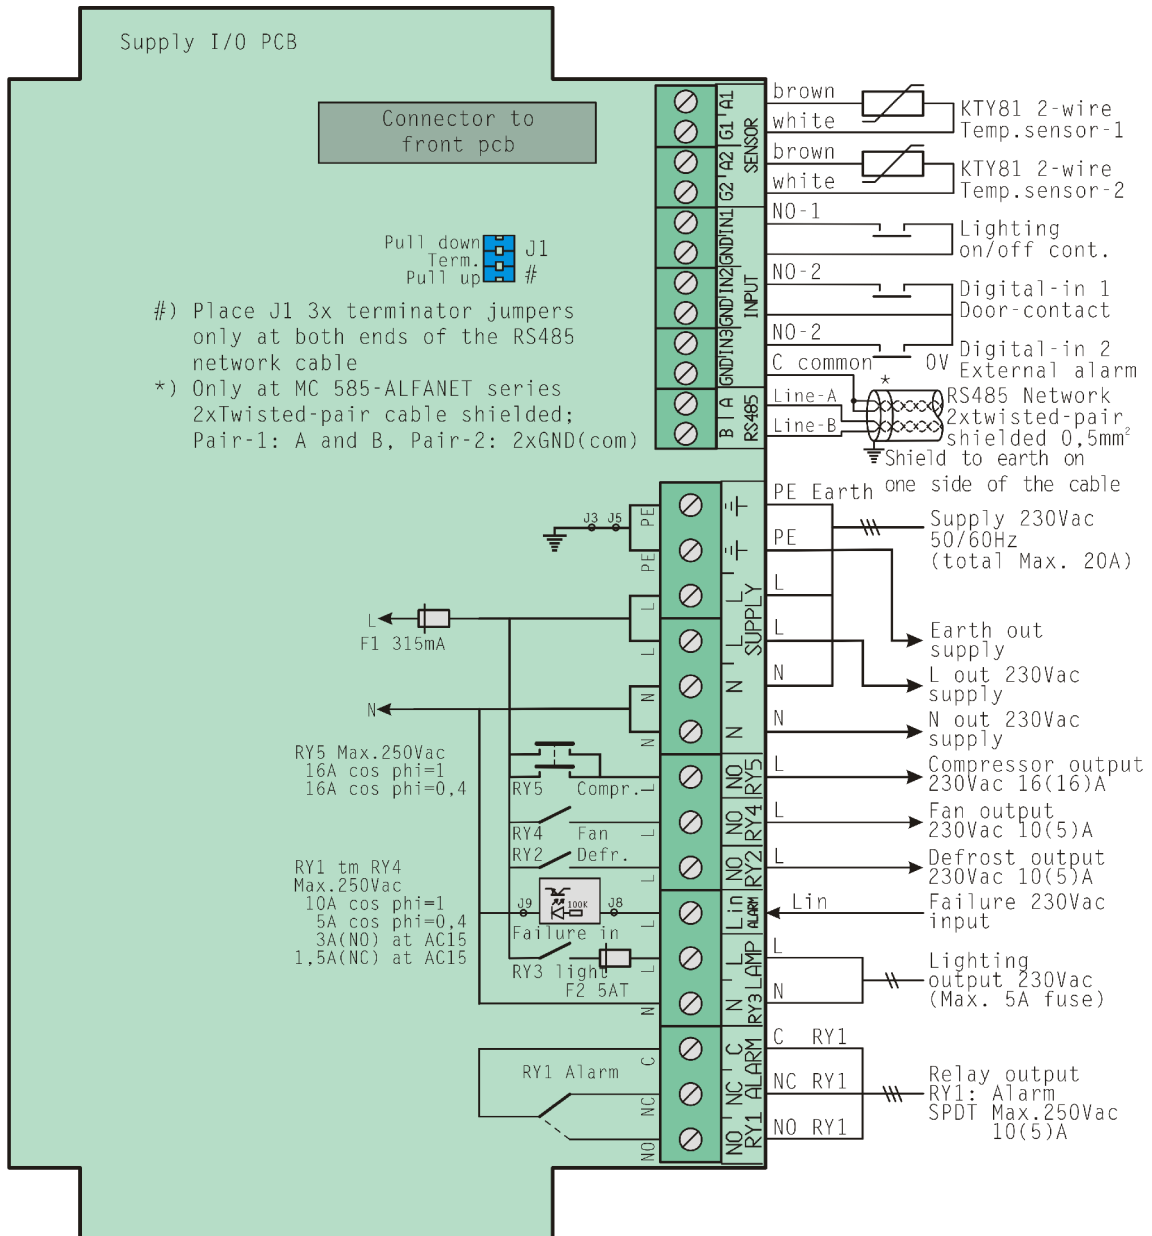 Supply I/O PCB
Connector to
front pcb
Pull down
Term.
Pull up
J1
#
#) Place J1 3x terminator jumpers
only at both ends of the RS485
network cable
*) Only at MC 585-ALFANET series
2xTwisted-pair cable shielded;
Pair-1: A and B, Pair-2: 2xGND(com)
G1'A1
G2'A2
SENSOR
GND'IN1
GND'IN2
GND'IN3
INPUT
B A
RS485
brown
white
KTY81 2-wire
Temp.sensor-1
brown
white
KTY81 2-wire
Temp.sensor-2
NO-1
Lighting
on/off cont.
NO-2
Digital-in 1
Door-contact
NO-2
C common
0V
Digital-in 2
External alarm
*
Line-A
Line-B
RS485 Network
2xtwisted-pair
shielded 0,5mm²
Shield to earth on
one side of the cable
J3 J5
PE
PE
PE Earth
PE
Supply 230Vac
50/60Hz
(total Max. 20A)
L
F1 315mA
L
L
L
L
SUPPLY
L
L
Earth out
supply
L out 230Vac
supply
N
N
N
N
N
N
N
N out 230Vac
supply
RY5 Max.250Vac
16A cos phi=1
16A cos phi=0,4
RY5 Compr.
L
NO
RY5
L
Compressor output
230Vac 16(16)A
RY4 Fan
L
NO
RY4
L
Fan output
230Vac 10(5)A
RY2 Defr.
L
NO
RY2
L
Defrost output
230Vac 10(5)A
RY1 tm RY4
Max.250Vac
10A cos phi=1
5A cos phi=0,4
3A(NO) at AC15
1,5A(NC) at AC15
J9
100K
J8
Failure in
L
Lin
ALARM
Lin
Failure 230Vac
input
RY3 light
F2 5AT
L
N
L
N
RY3 LAMP
L
N
Lighting
output 230Vac
(Max. 5A fuse)
RY1 Alarm
C
NC
NO
NO'NC'C
RY1 ALARM
C RY1
NC RY1
NO RY1
Relay output
RY1: Alarm
SPDT Max.250Vac
10(5)A